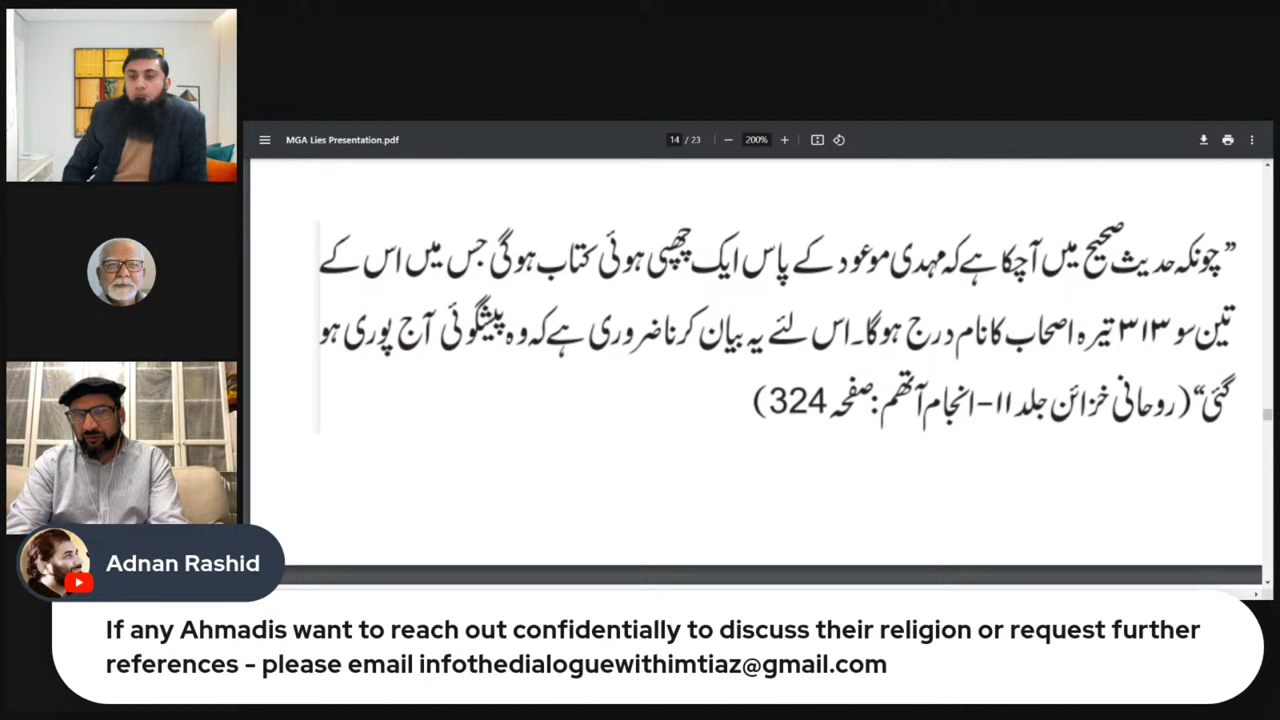 MGA Lies Presentation.pdf
14 / 23
200%
”چونکہ حدیث صحیح میں آچکا ہے کہ مہدی موعود کے پاس ایک چھپی ہوئی کتاب ہوگی جس میں اس کے
تین سو ۳۱۳ تیرہ اصحاب کا نام درج ہوگا۔ اس لئے یہ بیان کرنا ضروری ہے کہ وہ پیشگوئی آج پوری ہو
گئی“ (روحانی خزائن جلد ۱۱–انجام آتھم: صفحہ 324)
Adnan Rashid
If any Ahmadis want to reach out confidentially to discuss their religion or request further
references - please email infothedialoguewithimtiaz@gmail.com